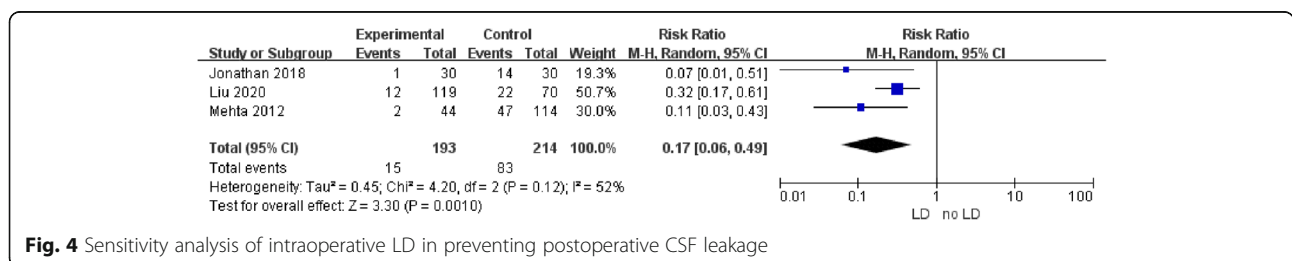 Experimental Control Risk Ratio Risk Ratio
Study or Subgroup Events Total Events Total Weight M-H, Random, 95% CI M-H, Random, 95% CI
Jonathan 2018 1 30 14 30 19.3% 0.07 [0.01, 0.51]
Liu 2020 12 119 22 70 50.7% 0.32 [0.17, 0.61]
Mehta 2012 2 44 47 114 30.0% 0.11 [0.03, 0.43]
Total (95% CI) 193 214 100.0% 0.17 [0.06, 0.49]
Total events 15 83
Heterogeneity: Tau² = 0.45; Chi² = 4.20, df = 2 (P = 0.12); I² = 52%
Test for overall effect: Z = 3.30 (P = 0.0010)
0.01 0.1 1 10 100
LD no LD
Fig. 4 Sensitivity analysis of intraoperative LD in preventing postoperative CSF leakage